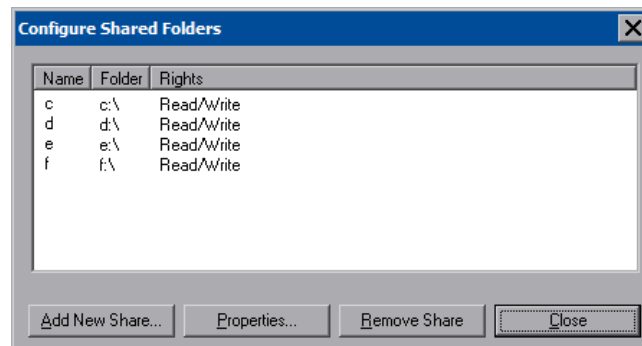 Configure Shared Folders
Name Folder Rights
c c:\ Read/Write
d d:\ Read/Write
e e:\ Read/Write
f f:\ Read/Write
Add New Share... Properties... Remove Share Close